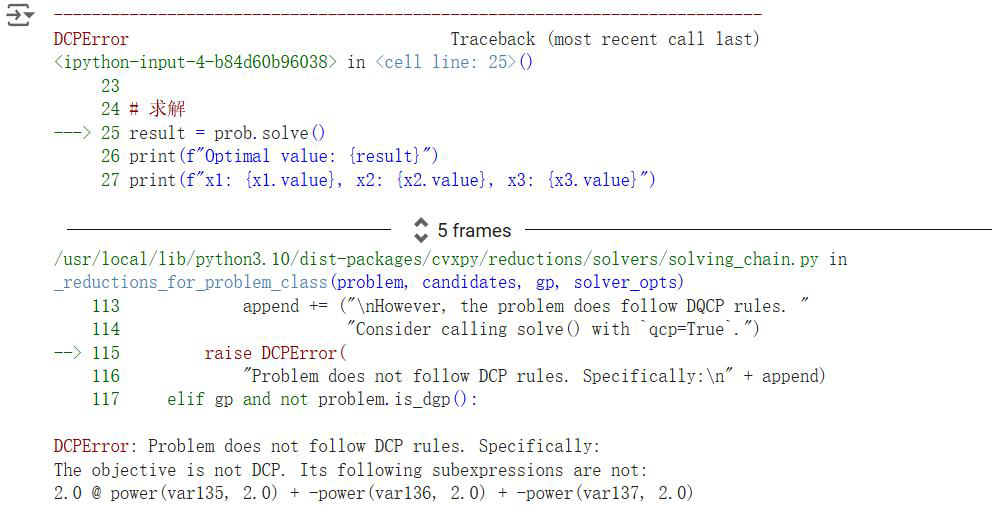 ---------------------------------------------------------------------------
DCPError                                  Traceback (most recent call last)
<ipython-input-4-b84d60b96038> in <cell line: 25>()
     23
     24 # 求解
---> 25 result = prob.solve()
     26 print(f"Optimal value: {result}")
     27 print(f"x1: {x1.value}, x2: {x2.value}, x3: {x3.value}")
5 frames
/usr/local/lib/python3.10/dist-packages/cvxpy/reductions/solvers/solving_chain.py in
_reductions_for_problem_class(problem, candidates, gp, solver_opts)
    113             append += ("\nHowever, the problem does follow DQCP rules. "
    114                        "Consider calling solve() with `qcp=True`.")
--> 115         raise DCPError(
    116             "Problem does not follow DCP rules. Specifically:\n" + append)
    117     elif gp and not problem.is_dgp():
DCPError: Problem does not follow DCP rules. Specifically:
The objective is not DCP. Its following subexpressions are not:
2.0 @ power(var135, 2.0) + -power(var136, 2.0) + -power(var137, 2.0)